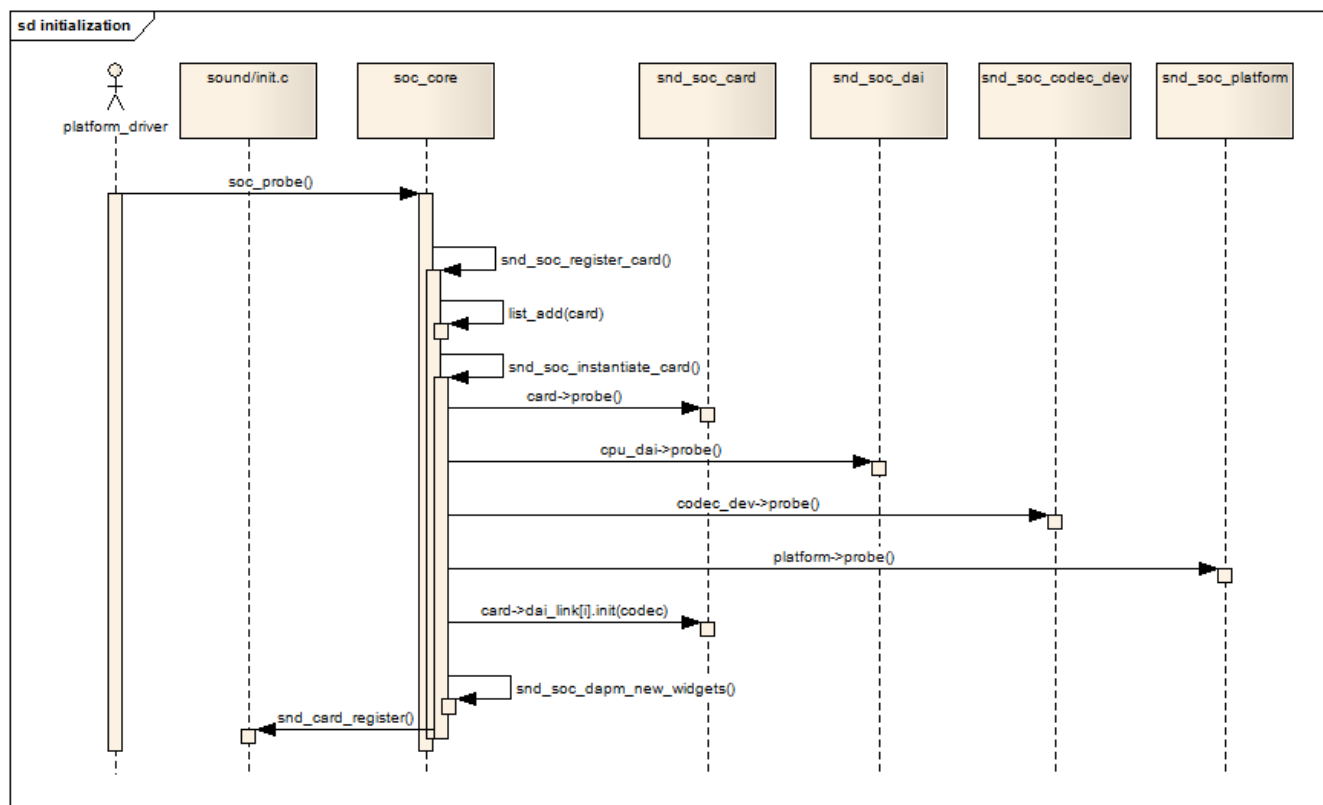 sd initialization
platform_driver
sound/init.c
soc_core
snd_soc_card
snd_soc_dai
snd_soc_codec_dev
snd_soc_platform
soc_probe()
snd_soc_register_card()
list_add(card)
snd_soc_instantiate_card()
card->probe()
cpu_dai->probe()
codec_dev->probe()
platform->probe()
card->dai_link[i].init(codec)
snd_soc_dapm_new_widgets()
snd_card_register()